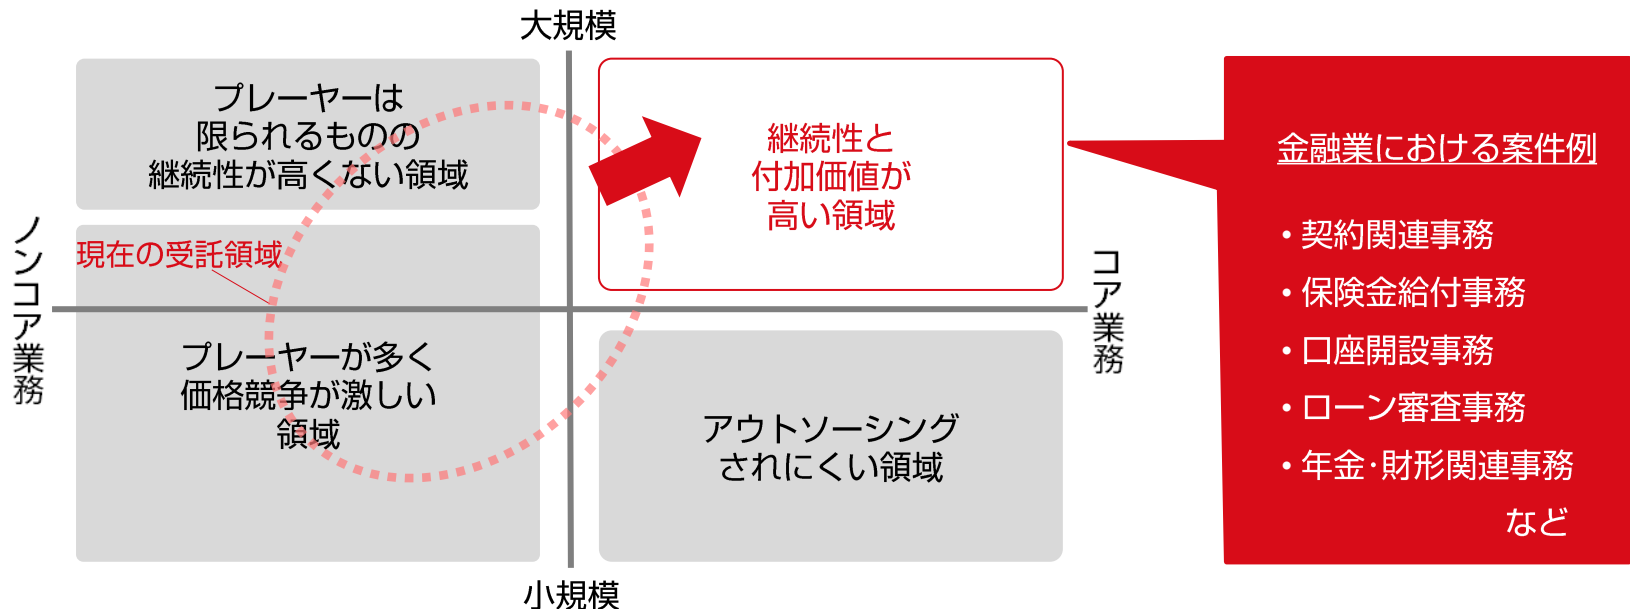 大規模
プレーヤーは
限られるものの
継続性が高くない領域
継続性と
付加価値が
高い領域
ノンコア業務
現在の受託領域
コア業務
プレーヤーが多く
価格競争が激しい
領域
アウトソーシング
されにくい領域
小規模
金融業における案件例
・契約関連事務
・保険金給付事務
・口座開設事務
・ローン審査事務
・年金・財形関連事務
など